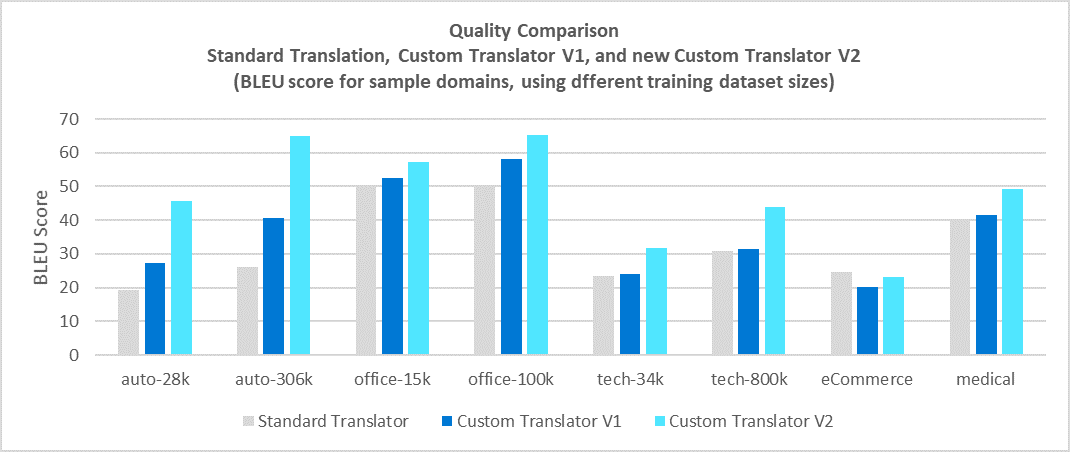 Quality Comparison
Standard Translation, Custom Translator V1, and new Custom Translator V2
(BLEU score for sample domains, using dfferent training dataset sizes)
70
60
50
40
30
20
10
0
BLEU Score
auto-28k auto-306k office-15k office-100k tech-34k tech-800k eCommerce medical
Standard Translator Custom Translator V1 Custom Translator V2